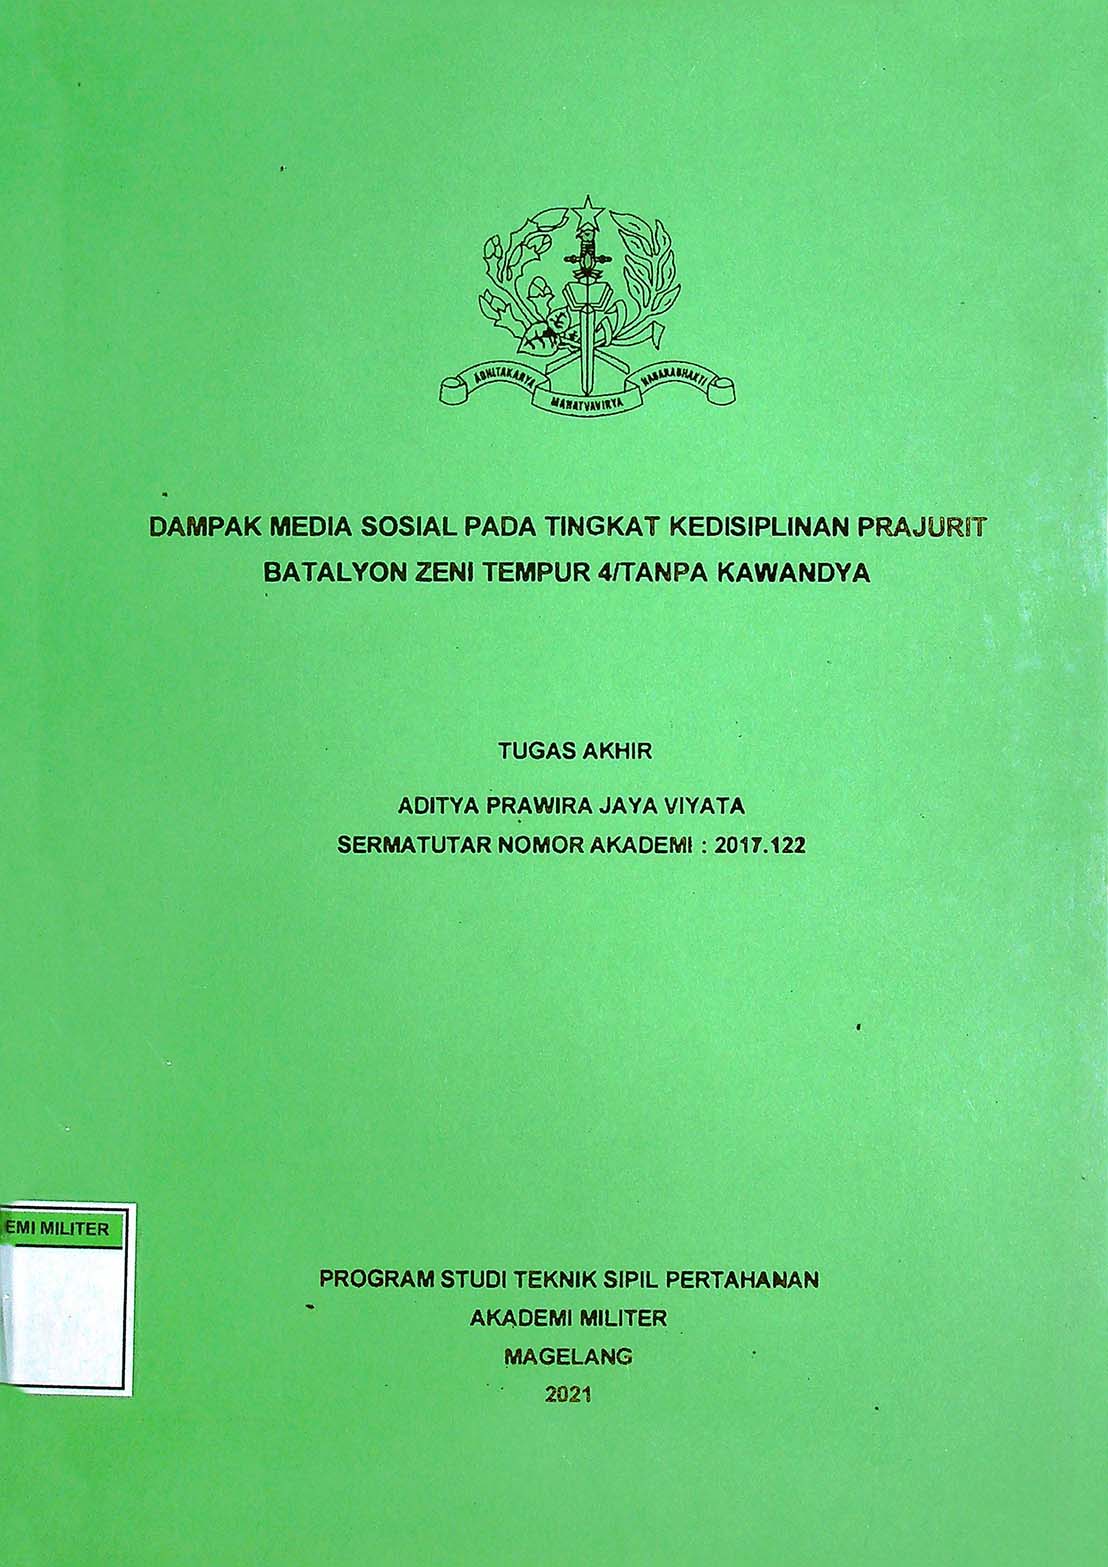 ADHITAKARYA
MAHATVAVIRYA
NAGARABHAKTI
DAMPAK MEDIA SOSIAL PADA TINGKAT KEDISIPLINAN PRAJURIT
BATALYON ZENI TEMPUR 4/TANPA KAWANDYA
TUGAS AKHIR
ADITYA PRAWIRA JAYA VIYATA
SERMATUTAR NOMOR AKADEMI : 2017.122
EMI MILITER
PROGRAM STUDI TEKNIK SIPIL PERTAHANAN
AKADEMI MILITER
MAGELANG
2021